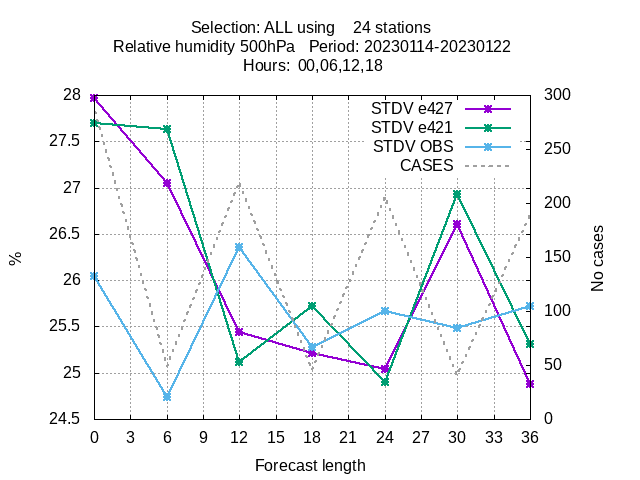 Selection: ALL using    24 stations
Relative humidity 500hPa   Period: 20230114-20230122
Hours:  00,06,12,18
STDV e427
STDV e421
STDV OBS
CASES
28
27.5
27
26.5
26
25.5
25
24.5
%
300
250
200
150
100
50
0
No cases
0 3 6 9 12 15 18 21 24 27 30 33 36
Forecast length